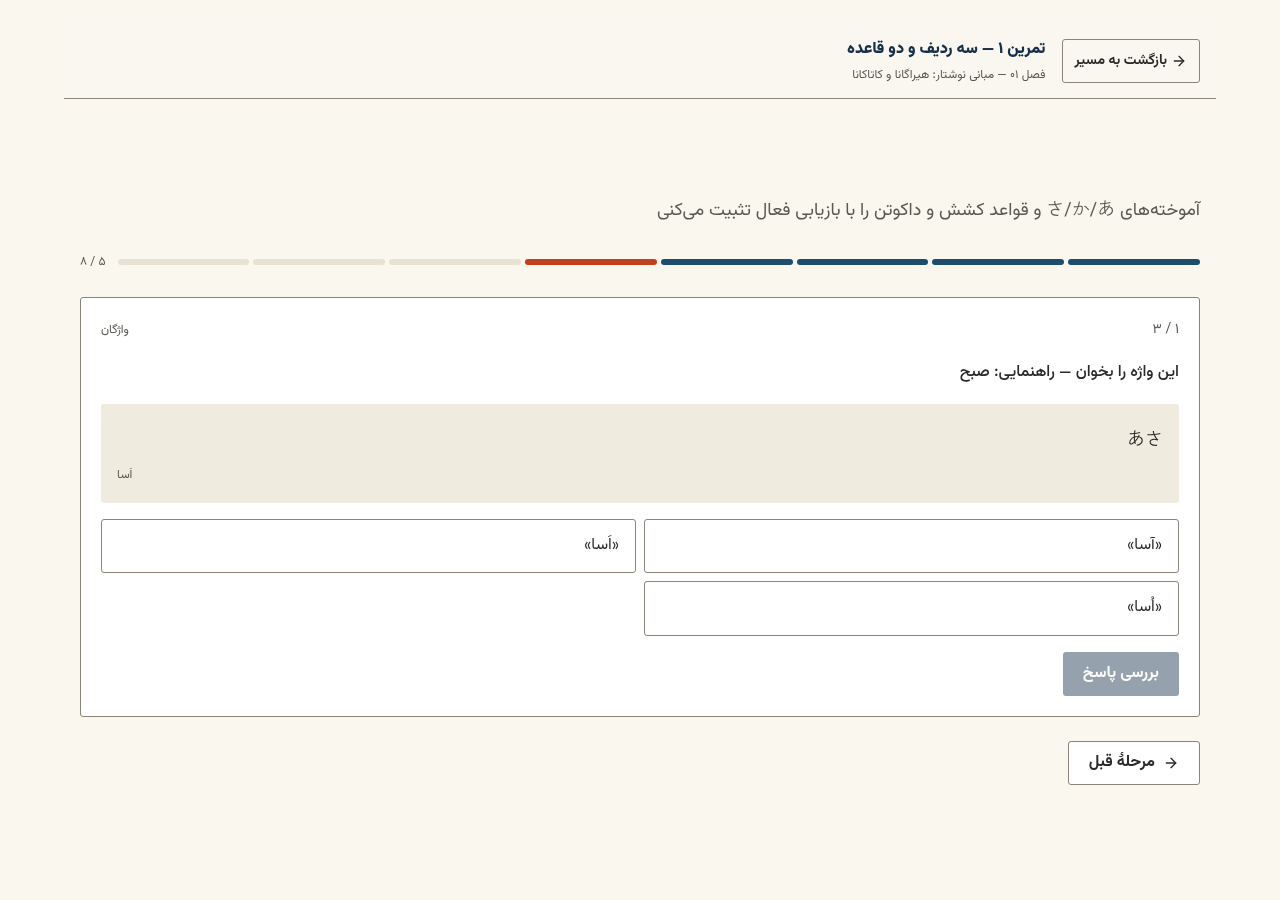 بازگشت به مسیر
تمرین ۱ — سه ردیف و دو قاعده
فصل ۰۱ — مبانی نوشتار: هیراگانا و کاتاکانا
آموخته‌های あ/か/さ و قواعد کشش و داکوتن را با بازیابی فعال تثبیت می‌کنی
۵ / ۸
۱ / ۳
واژگان
این واژه را بخوان — راهنمایی: صبح
あさ
اَسا
«آسا»
«اَسا»
«اُسا»
بررسی پاسخ
مرحلهٔ قبل